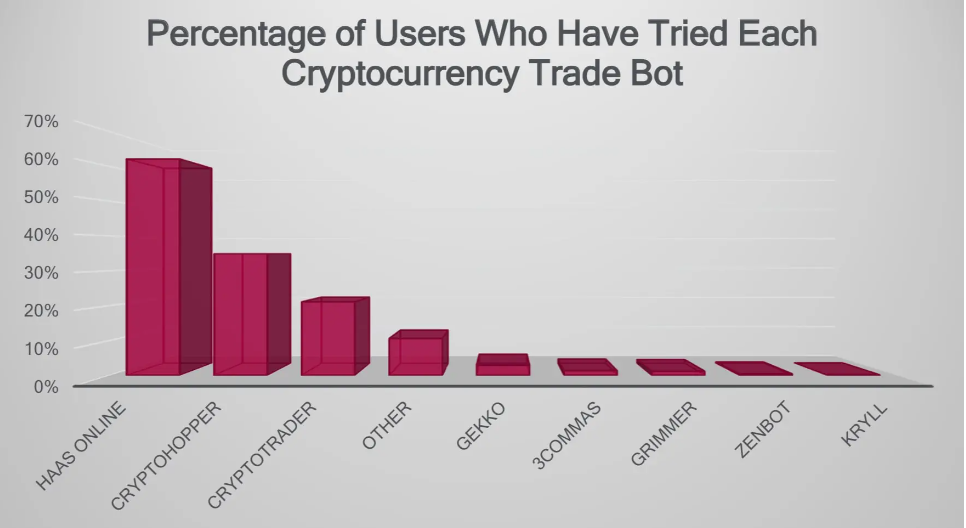 Percentage of Users Who Have Tried Each
Cryptocurrency Trade Bot
70%
60%
50%
40%
30%
20%
10%
0%
HAAS ONLINE
CRYPTOHOPPER
CRYPTOTRADER
OTHER
GEKKO
3COMMAS
GRIMMER
ZENBOT
KRYLL